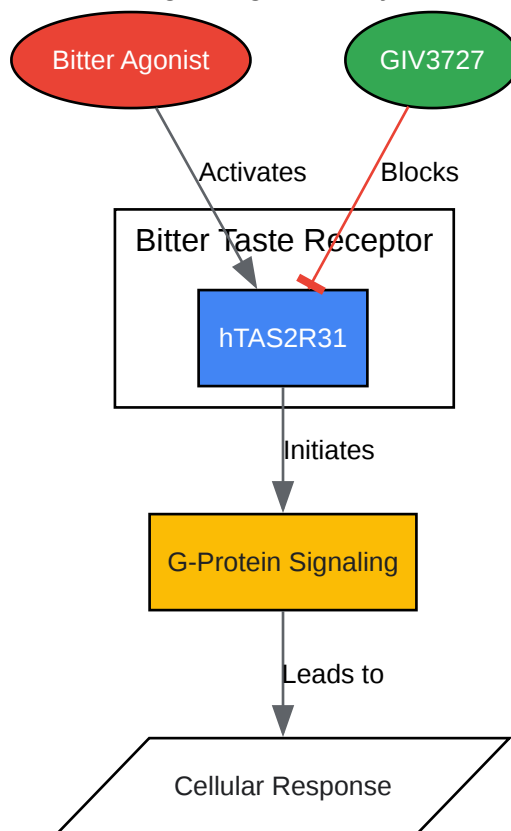 Bitter Agonist
GIV3727
Activates
Blocks
Bitter Taste Receptor
hTAS2R31
Initiates
G-Protein Signaling
Leads to
Cellular Response